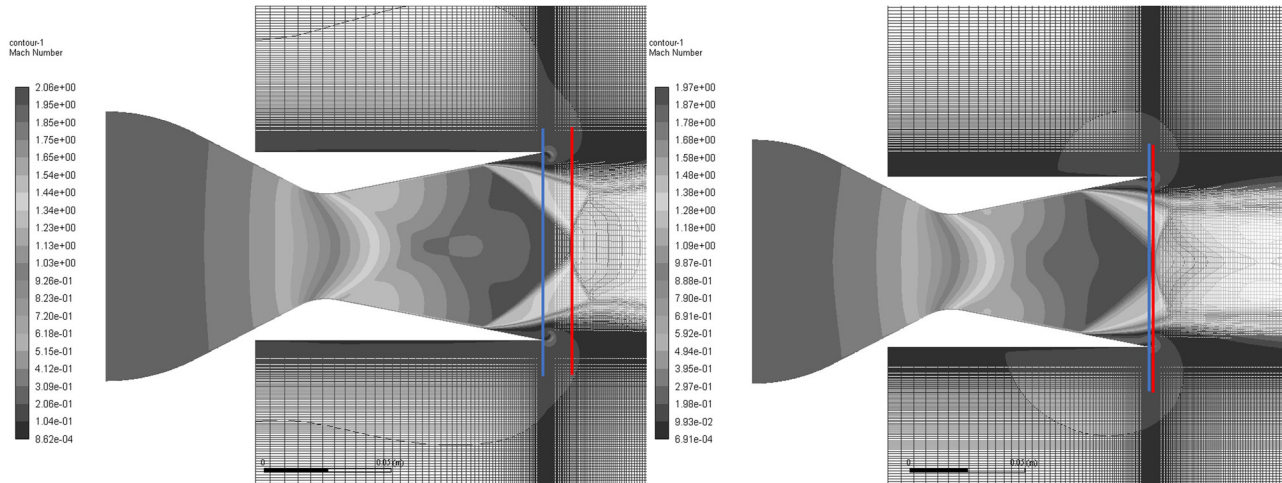 contour-1
Mach Number
2.06e+00
1.95e+00
1.85e+00
1.75e+00
1.65e+00
1.54e+00
1.44e+00
1.34e+00
1.23e+00
1.13e+00
1.03e+00
9.26e-01
8.23e-01
7.20e-01
6.18e-01
5.15e-01
4.12e-01
3.09e-01
2.06e-01
1.04e-01
8.62e-04
0
0.05 (m)
contour-1
Mach Number
1.97e+00
1.87e+00
1.78e+00
1.68e+00
1.58e+00
1.48e+00
1.38e+00
1.28e+00
1.18e+00
1.09e+00
9.87e-01
8.88e-01
7.90e-01
6.91e-01
5.92e-01
4.94e-01
3.95e-01
2.97e-01
1.98e-01
9.93e-02
6.91e-04
0
0.05 (m)